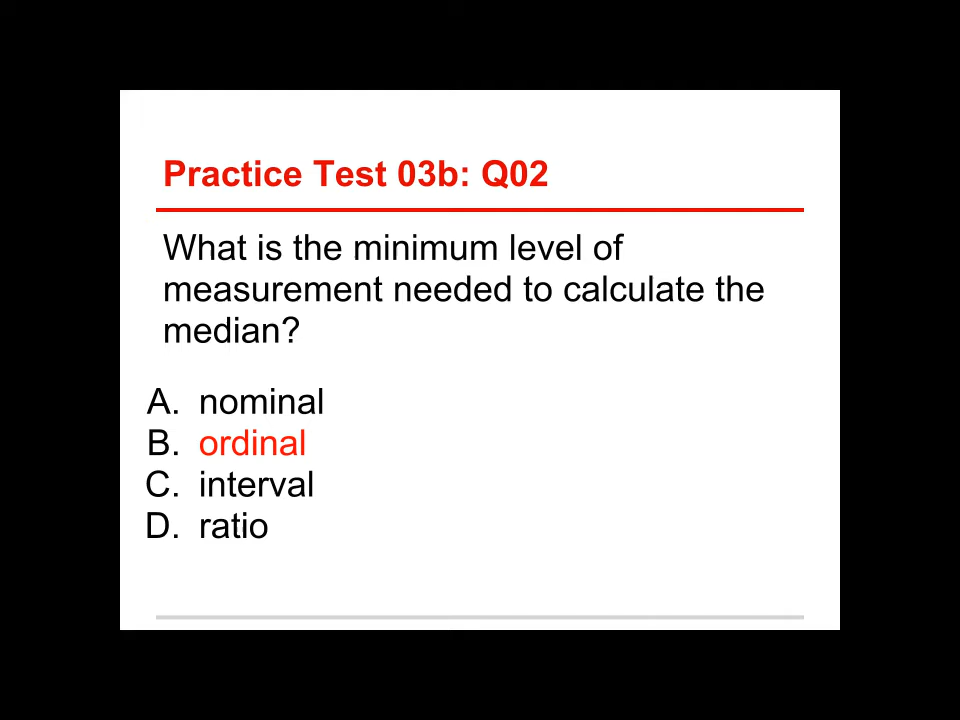 Practice Test 03b: Q02
What is the minimum level of
measurement needed to calculate the
median?
A. nominal
B. ordinal
C. interval
D. ratio